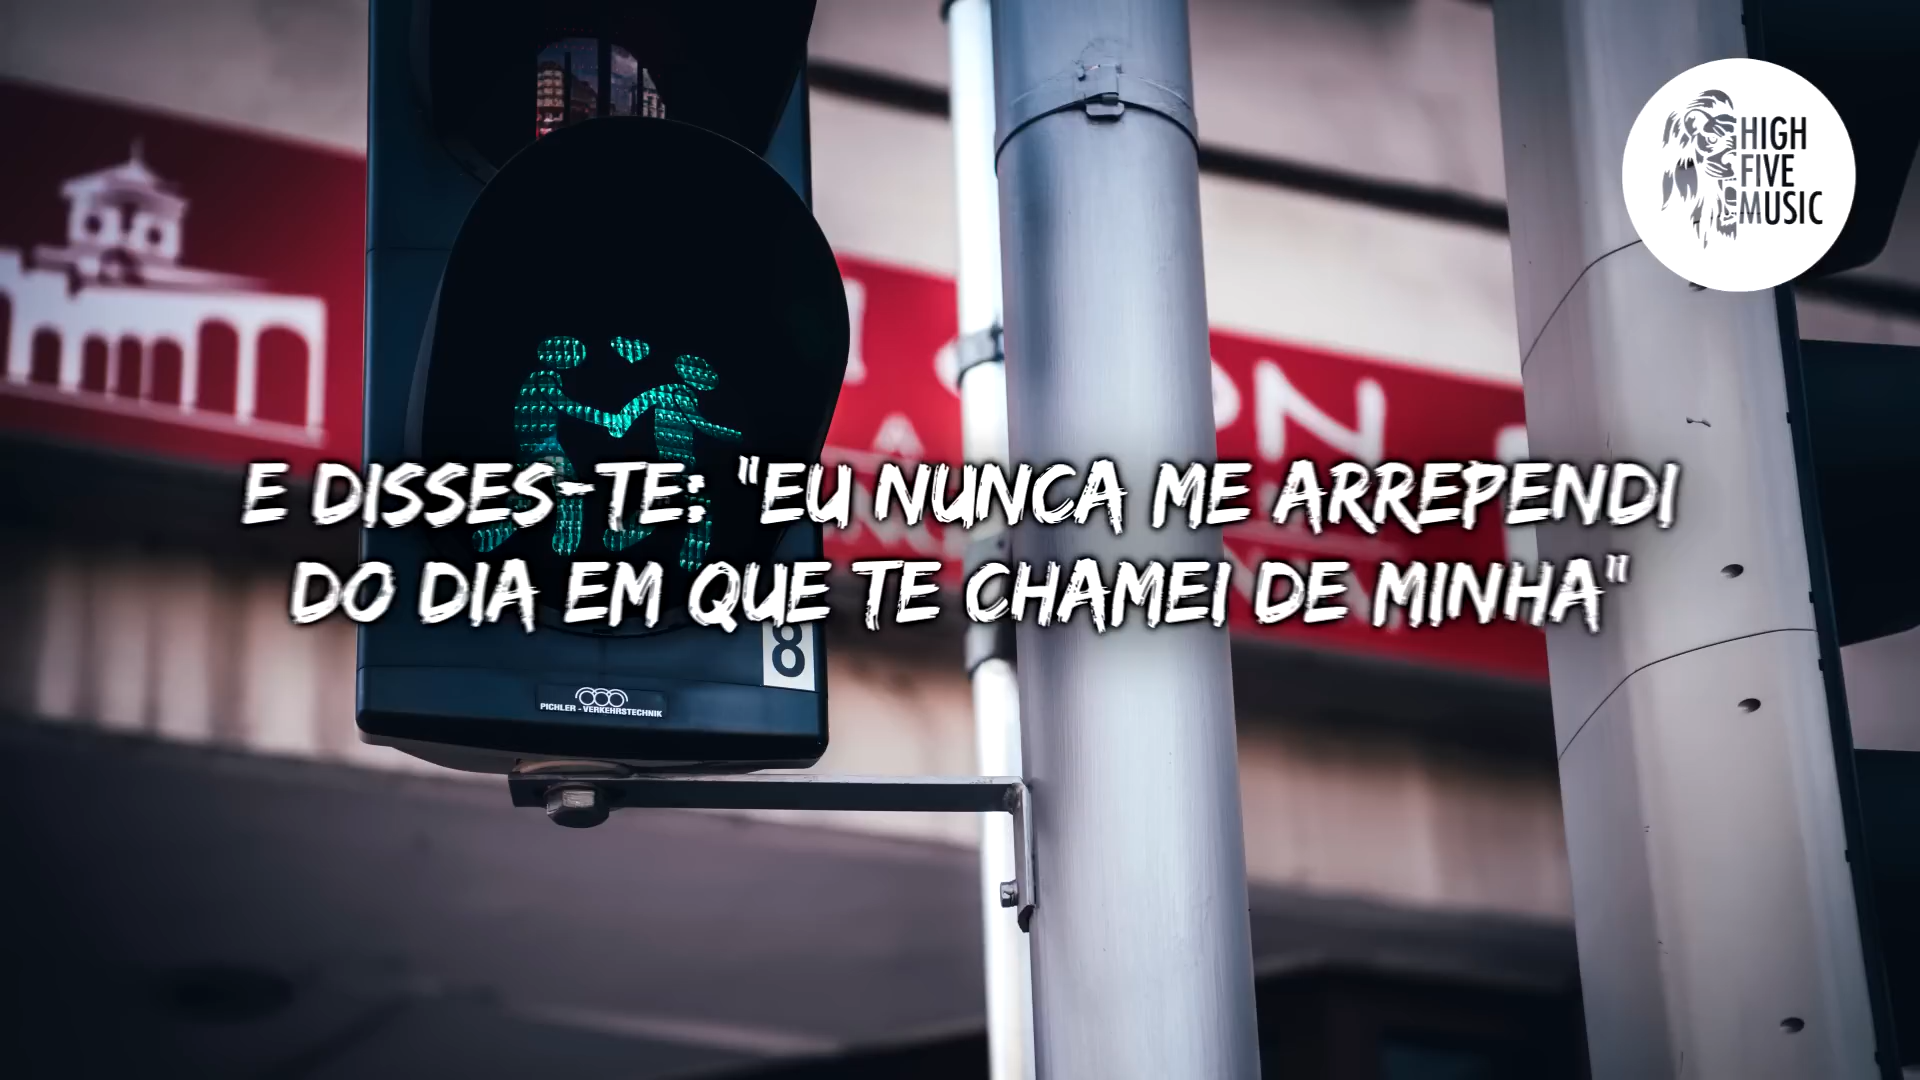 HIGH
FIVE
MUSIC
E DISSES-TE: "EU NUNCA ME ARREPENDI
DO DIA EM QUE TE CHAMEI DE MINHA"
8
PICHLER - VERKEHRSTECHNIK